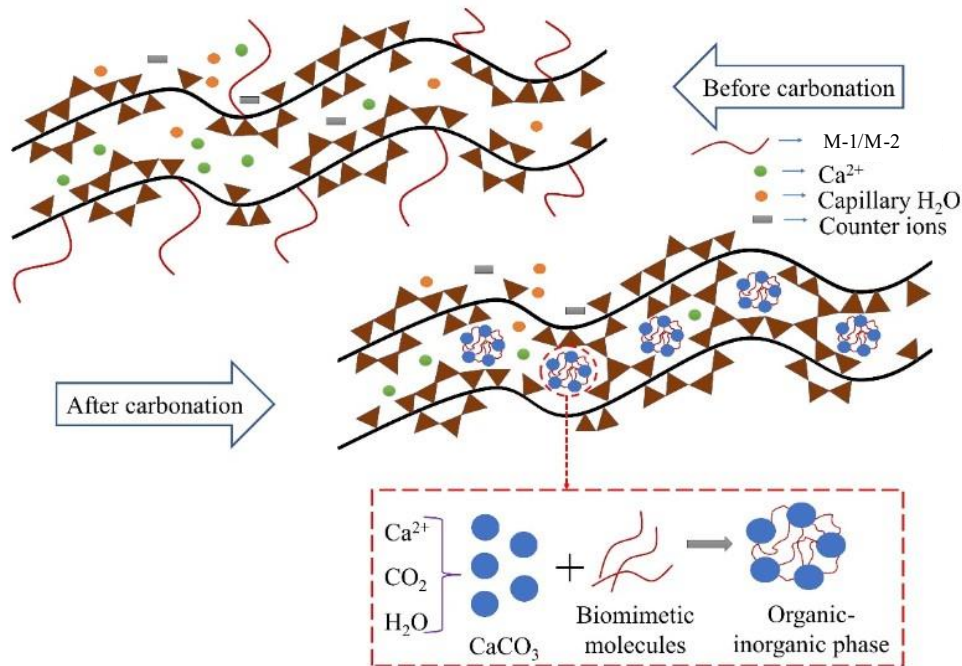 Before carbonation
M-1/M-2
Ca²⁺
Capillary H₂O
Counter ions
After carbonation
Ca²⁺
CO₂
H₂O
CaCO₃
Biomimetic
molecules
Organic-
inorganic phase